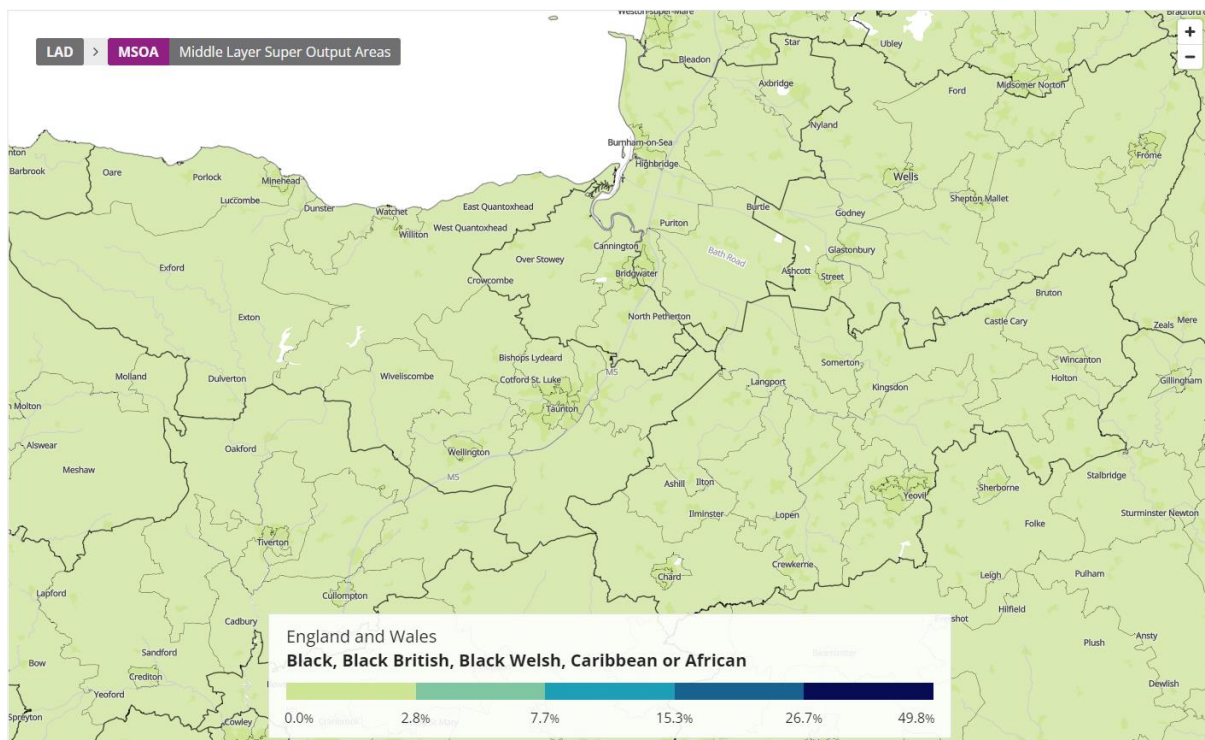 LAD > MSOA Middle Layer Super Output Areas
+
−
Weston-super-Mare
Bradford o
Star
Ubley
Bleadon
Axbridge
Ford
Midsomer Norton
Nyland
Burnham-on-Sea
Highbridge
Frome
nton
Barbrook
Oare
Porlock
Minehead
Wells
Luccombe
Dunster
Watchet
East Quantoxhead
Burtle
Godney
Shepton Mallet
Williton
West Quantoxhead
Puriton
Cannington
Glastonbury
Exford
Over Stowey
Bath Road
Bridgwater
Ashcott
Street
Crowcombe
Bruton
Exton
North Petherton
Castle Cary
Zeals
Mere
Bishops Lydeard
Somerton
Wincanton
Molland
Dulverton
Wiveliscombe
Cotford St. Luke
M5
Langport
Kingsdon
Holton
Gillingham
n Molton
Taunton
Alswear
Oakford
Wellington
Meshaw
M5
Ashill
Ilton
Yeovil
Sherborne
Stalbridge
Ilminster
Lopen
Folke
Sturminster Newton
Tiverton
Chard
Crewkerne
Leigh
Pulham
Lapford
Cullompton
Hilfield
Cadbury
Evershot
Ansty
Plush
Sandford
Bow
Crediton
Yeoford
Dewlish
Spreyton
Cowley
England and Wales
Black, Black British, Black Welsh, Caribbean or African
0.0% 2.8% 7.7% 15.3% 26.7% 49.8%